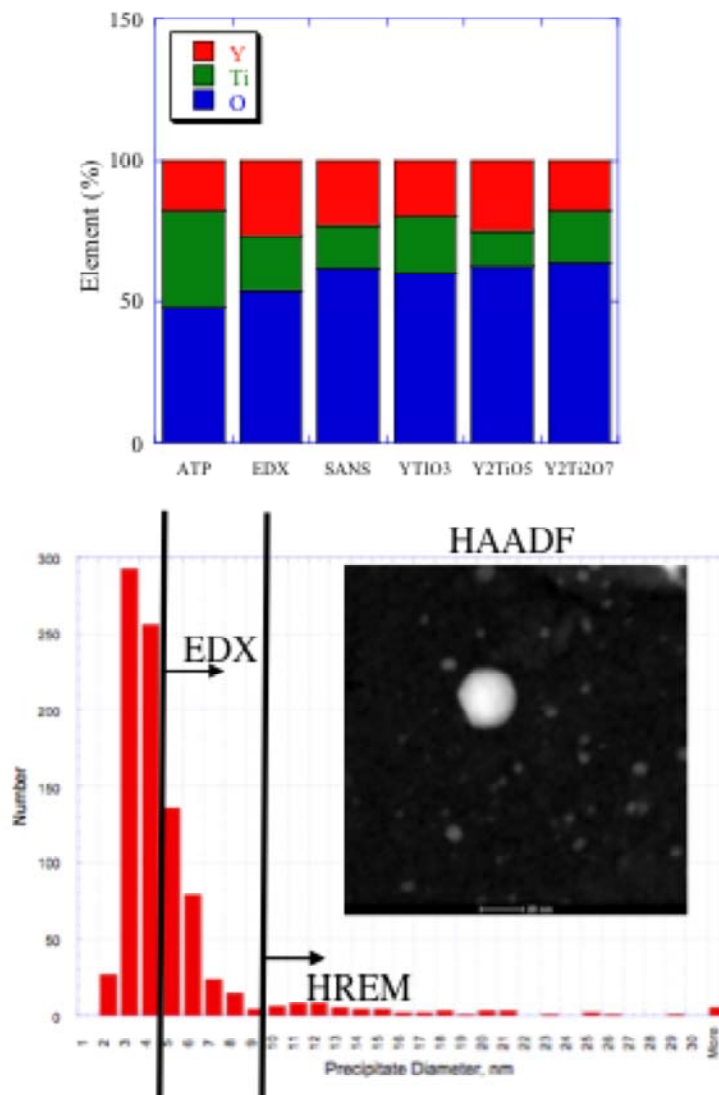 150
Y
Ti
O
100
Element (%)
50
0
ATP EDX SANS YTIO3 Y2TiO5 Y2Ti2O7
HAADF
300
EDX
250
200
Number
150
100
50
HREM
0
1 2 3 4 5 6 7 8 9 10 11 12 13 14 15 16 17 18 19 20 21 22 23 24 25 26 27 28 29 30 More
Precipitate Diameter, nm